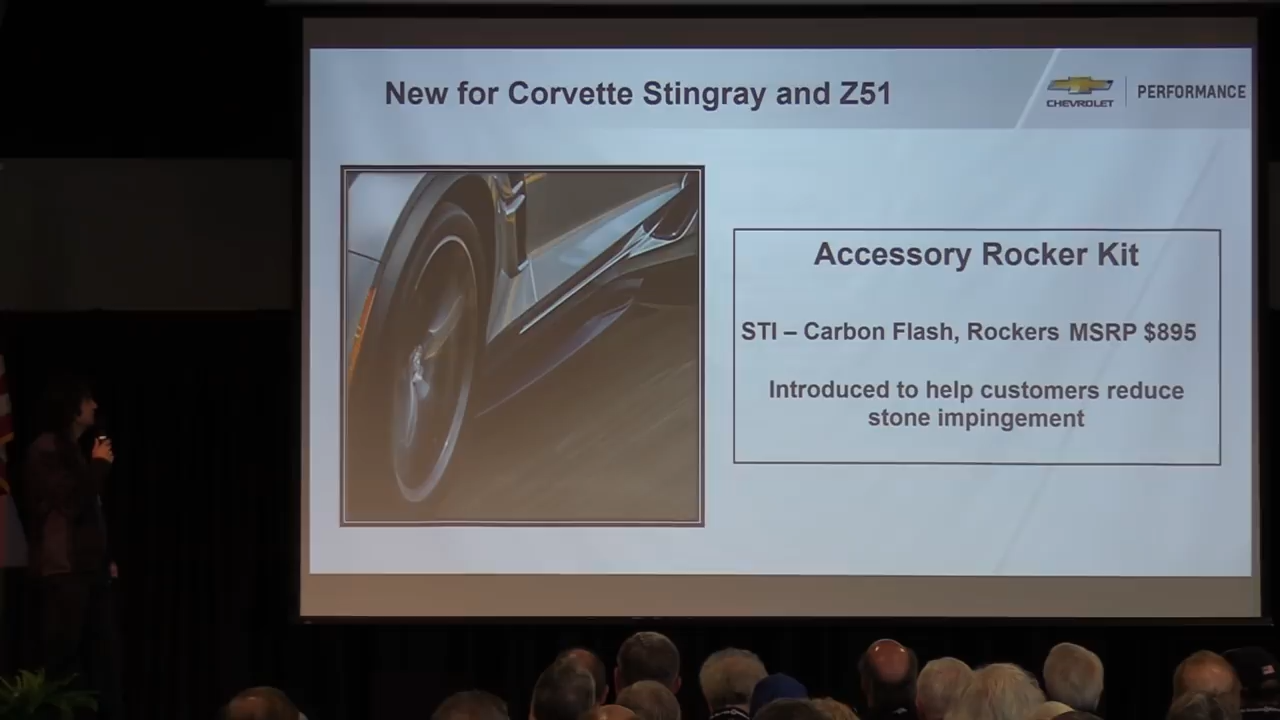 New for Corvette Stingray and Z51
CHEVROLET
PERFORMANCE
Accessory Rocker Kit
STI – Carbon Flash, Rockers MSRP $895
Introduced to help customers reduce
stone impingement